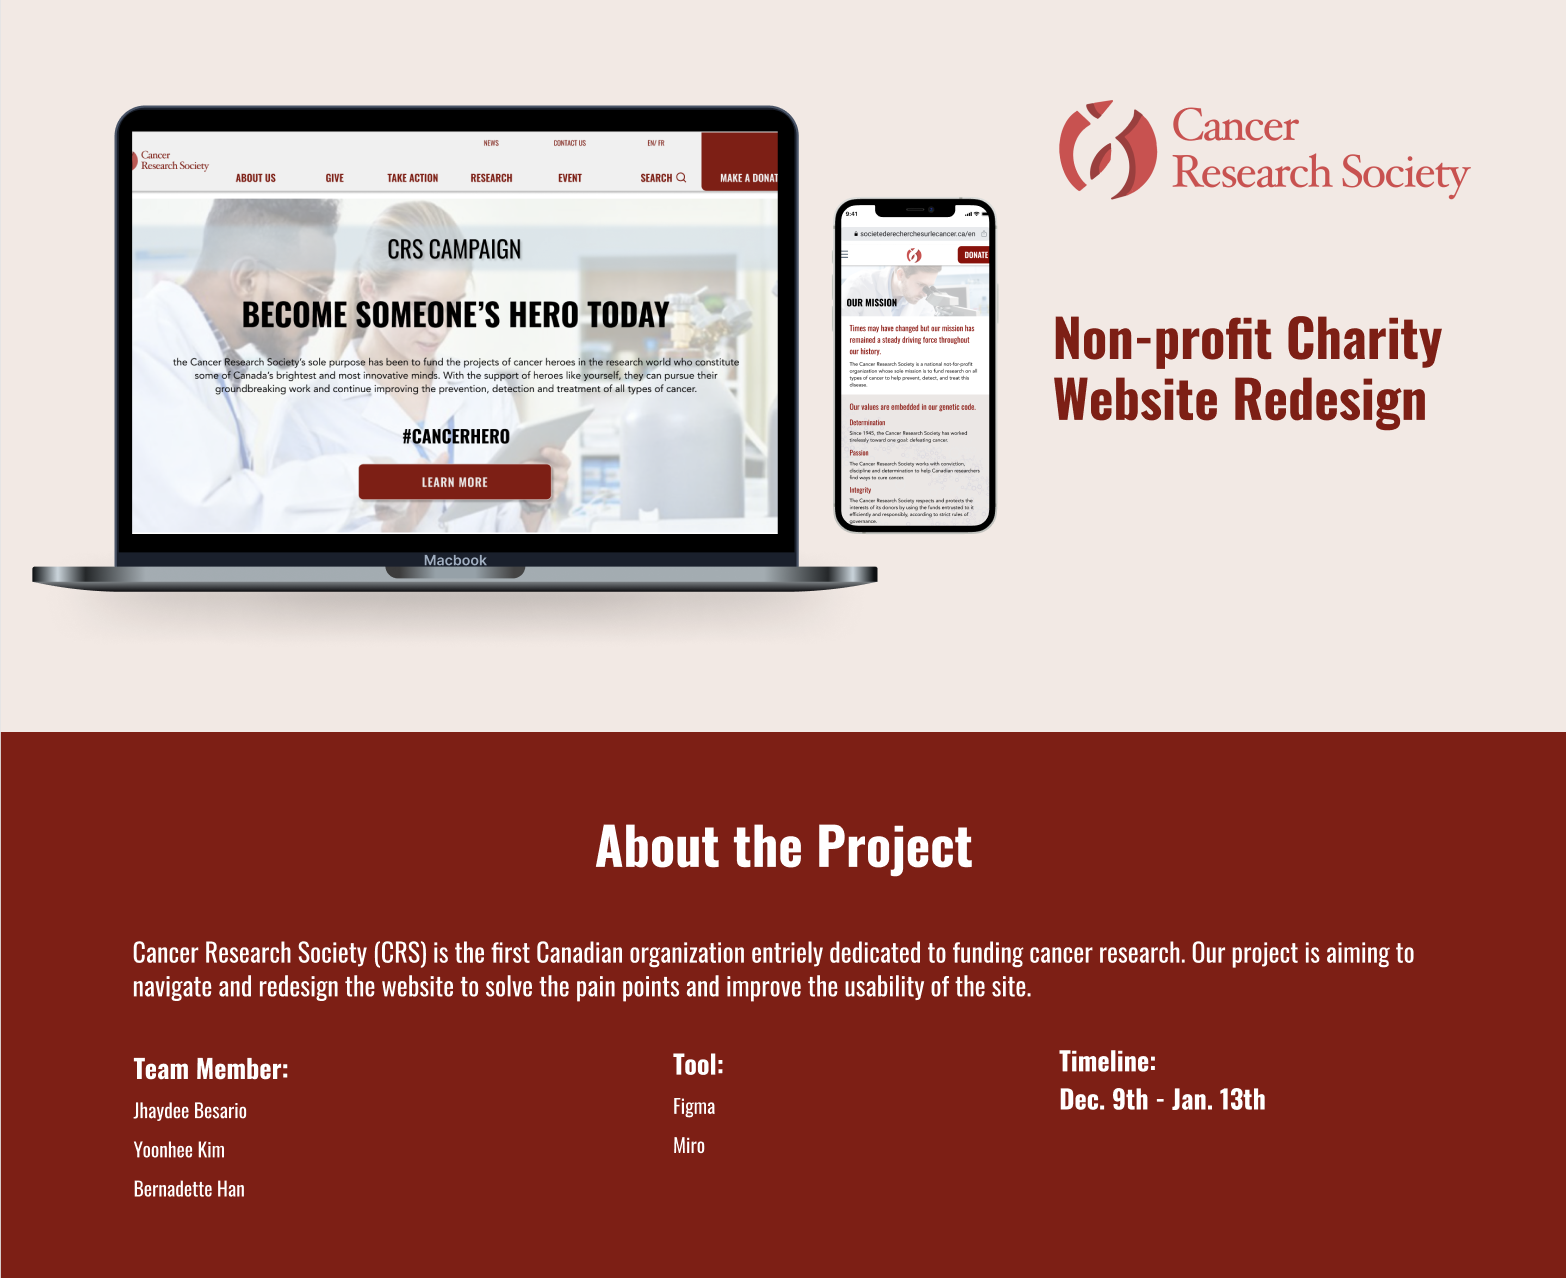 Cancer
Research Society
NEWS
CONTACT US
EN/ FR
ABOUT US
GIVE
TAKE ACTION
RESEARCH
EVENT
SEARCH
MAKE A DONAT
CRS CAMPAIGN
BECOME SOMEONE'S HERO TODAY
the Cancer Research Society's sole purpose has been to fund the projects of cancer heroes in the research world who constitute
some of Canada's brightest and most innovative minds. With the support of heroes like yourself, they can pursue their
groundbreaking work and continue improving the prevention, detection and treatment of all types of cancer.
#CANCERHERO
LEARN MORE
Macbook
9:41
societederecherchesurlecancer.ca/en
DONATE
OUR MISSION
Times may have changed but our mission has
remained a steady driving force throughout
our history.
The Cancer Research Society is a national non-for-profit
organization whose sole mission is to fund research on all
types of cancer to help prevent, detect, and treat this
disease.
Our values are embedded in our genetic code.
Determination
Since 1945, the Cancer Research Society has worked
tirelessly toward one goal: defeating cancer.
Passion
The Cancer Research Society works with conviction,
discipline and determination to help Canadian researchers
find ways to cure cancer.
Integrity
The Cancer Research Society respects and protects the
interests of its donors by using the funds entrusted to it
efficiently and responsibly, according to strict rules of
governance.
Cancer
Research Society
Non-profit Charity
Website Redesign
About the Project
Cancer Research Society (CRS) is the first Canadian organization entriely dedicated to funding cancer research. Our project is aiming to
navigate and redesign the website to solve the pain points and improve the usability of the site.
Team Member:
Jhaydee Besario
Yoonhee Kim
Bernadette Han
Tool:
Figma
Miro
Timeline:
Dec. 9th - Jan. 13th